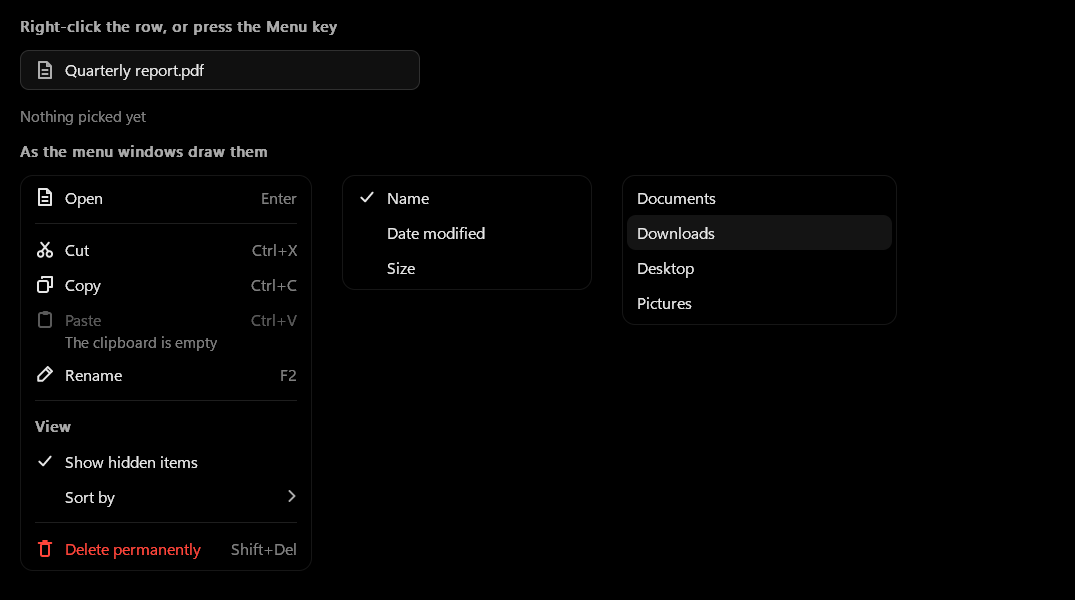 Right-click the row, or press the Menu key
Quarterly report.pdf
Nothing picked yet
As the menu windows draw them
Open Enter
Cut Ctrl+X
Copy Ctrl+C
Paste Ctrl+V
The clipboard is empty
Rename F2
View
Show hidden items
Sort by
Delete permanently Shift+Del
Name
Date modified
Size
Documents
Downloads
Desktop
Pictures